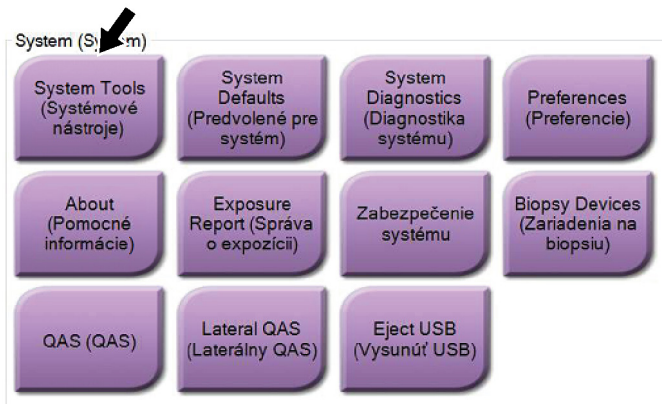 System (System)
System Tools
(Systémové
nástroje)
System
Defaults
(Predvolené pre
systém)
System
Diagnostics
(Diagnostika
systému)
Preferences
(Preferencie)
About
(Pomocné
informácie)
Exposure
Report (Správa
o expozícii)
Zabezpečenie
systému
Biopsy Devices
(Zariadenia na
biopsiu)
QAS (QAS)
Lateral QAS
(Laterálny QAS)
Eject USB
(Vysunúť USB)